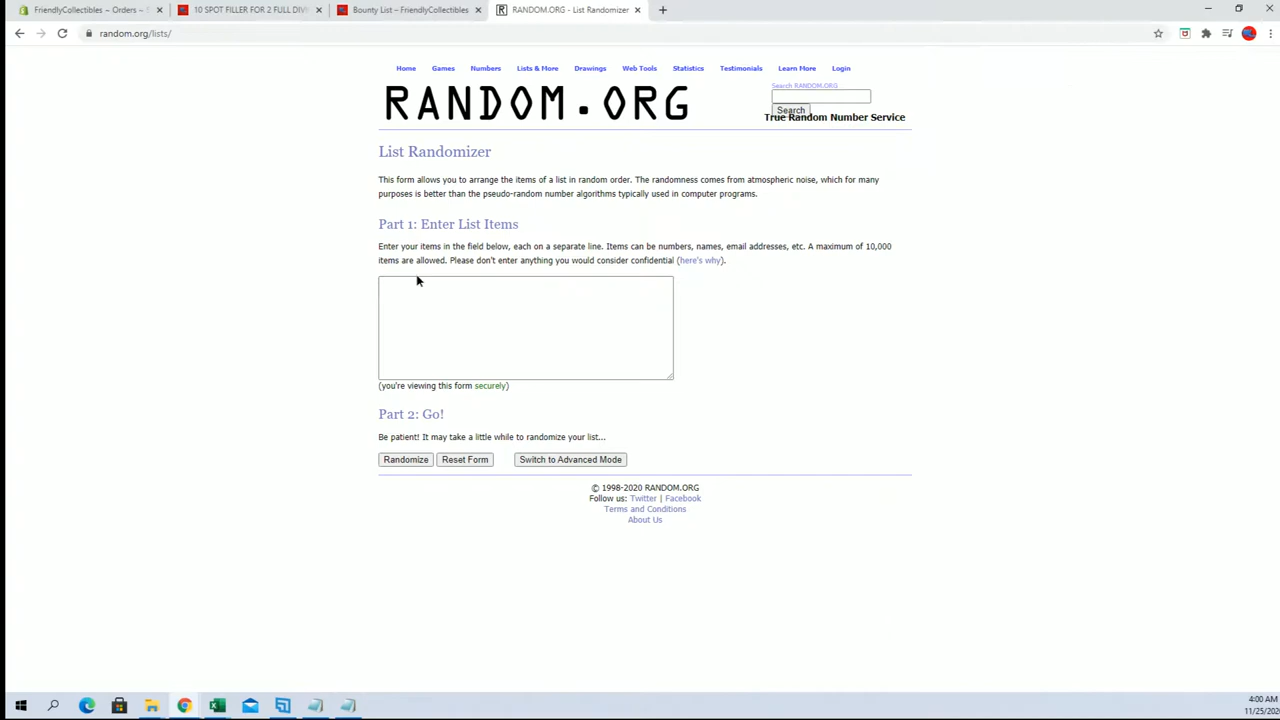 FriendlyCollectibles ~ Orders ~
10 SPOT FILLER FOR 2 FULL DIV
Bounty List – FriendlyCollectibles
RANDOM.ORG - List Randomizer
random.org/lists/
Home Games Numbers Lists & More Drawings Web Tools Statistics Testimonials Learn More Login
Search RANDOM.ORG
RANDOM.ORG
Search
True Random Number Service
List Randomizer
This form allows you to arrange the items of a list in random order. The randomness comes from atmospheric noise, which for many
purposes is better than the pseudo-random number algorithms typically used in computer programs.
Part 1: Enter List Items
Enter your items in the field below, each on a separate line. Items can be numbers, names, email addresses, etc. A maximum of 10,000
items are allowed. Please don't enter anything you would consider confidential (here's why).
(you're viewing this form securely)
Part 2: Go!
Be patient! It may take a little while to randomize your list...
Randomize Reset Form Switch to Advanced Mode
© 1998-2020 RANDOM.ORG
Follow us: Twitter | Facebook
Terms and Conditions
About Us
4:00 AM
11/25/202